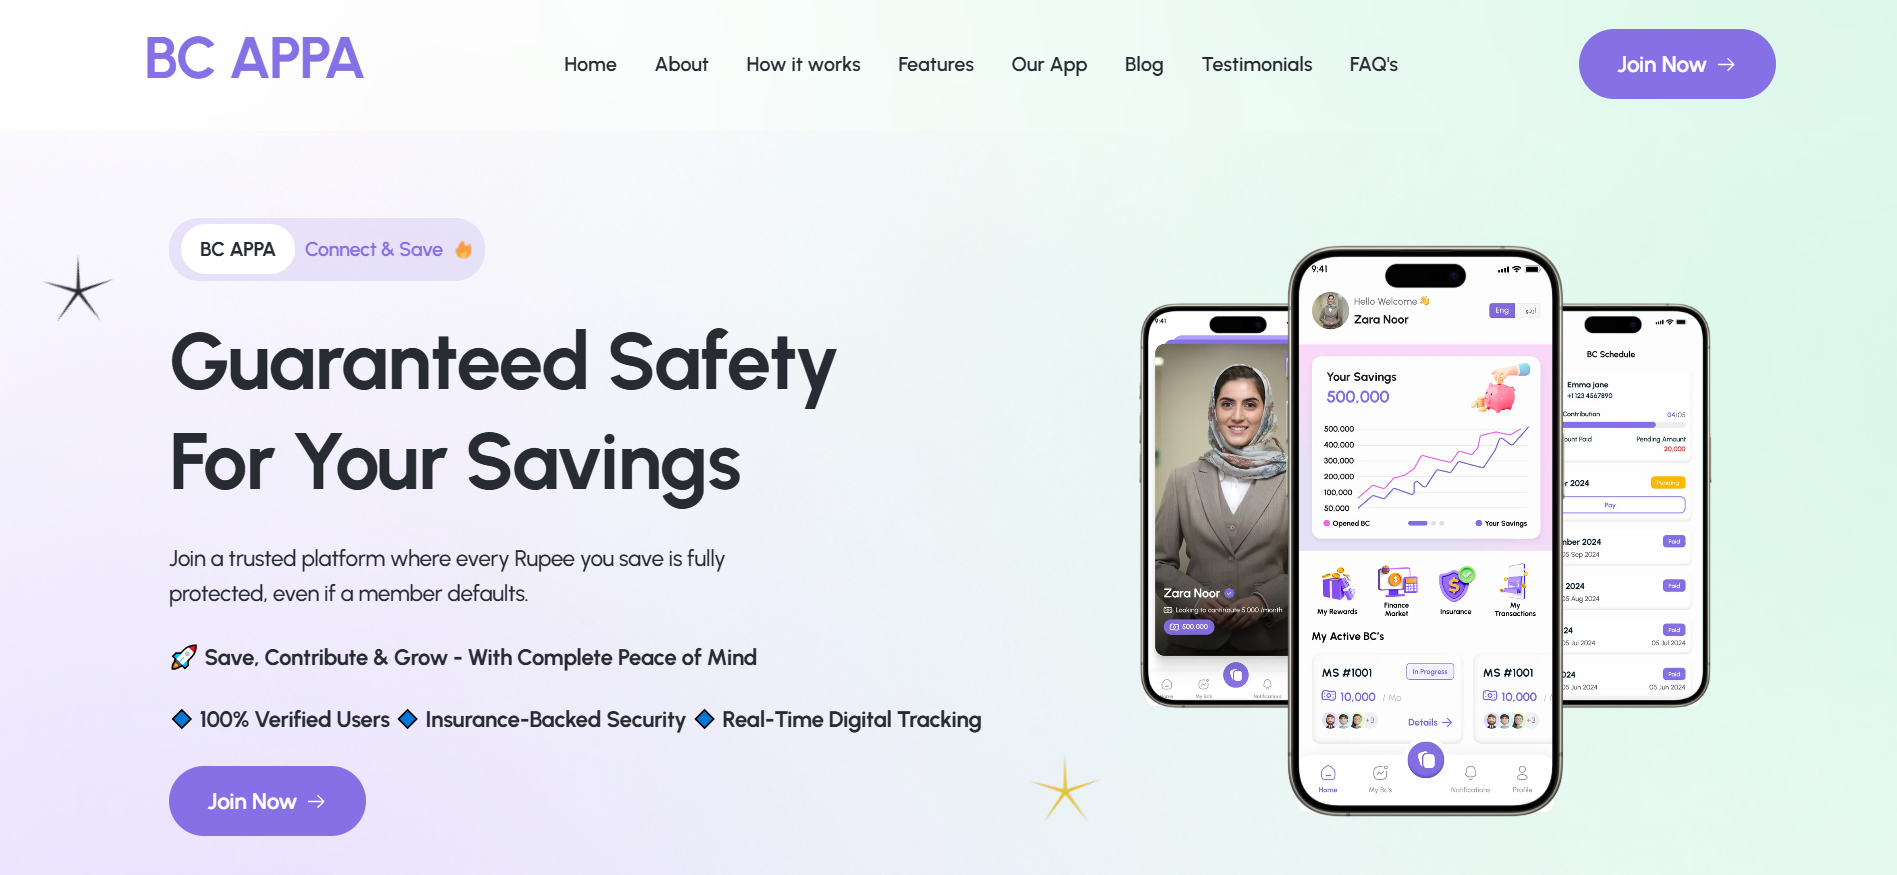 BC APPA
Home About How it works Features Our App Blog Testimonials FAQ's
Join Now →
BC APPA Connect & Save
Guaranteed Safety
For Your Savings
Join a trusted platform where every Rupee you save is fully
protected, even if a member defaults.
🚀 Save, Contribute & Grow - With Complete Peace of Mind
🔹 100% Verified Users 🔹 Insurance-Backed Security 🔹 Real-Time Digital Tracking
Join Now →
9:41
Zara Noor
Looking to contribute 5,000 /month
500,000
Home My Bc's Notifications
9:41
Hello Welcome 👋
Zara Noor
Eng اردو
Your Savings
500,000
500,000
400,000
300,000
200,000
100,000
50,000
Opened BC Your Savings
My Rewards Finance Market Insurance My Transactions
My Active BC's
MS #1001 In Progress
10,000 / Mo
+3 Details →
MS #1001
10,000 /
+3
Home My Bc's Notifications Profile
BC Schedule
Emma jane
+1 123 4567890
Contribution 04/05
ount Paid Pending Amount
20,000
r 2024 Pending
Pay
mber 2024 Paid
05 Sep 2024
2024 Paid
05 Aug 2024
24 Paid
05 Jul 2024 05 Jul 2024
024 Paid
05 Jun 2024 05 Jun 2024